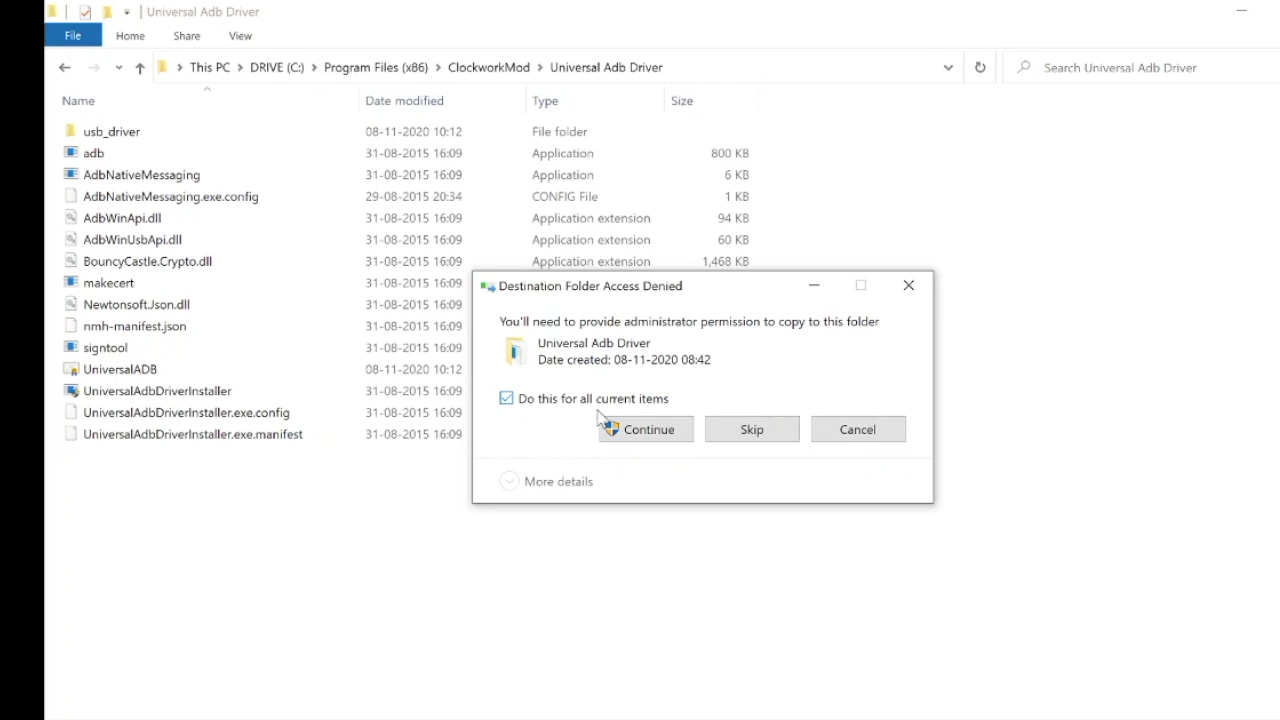 Universal Adb Driver
File Home Share View
This PC DRIVE (C:) Program Files (x86) ClockworkMod Universal Adb Driver Search Universal Adb Driver
Name Date modified Type Size
usb_driver 08-11-2020 10:12 File folder
adb 31-08-2015 16:09 Application 800 KB
AdbNativeMessaging 31-08-2015 16:09 Application 6 KB
AdbNativeMessaging.exe.config 29-08-2015 20:34 CONFIG File 1 KB
AdbWinApi.dll 31-08-2015 16:09 Application extension 94 KB
AdbWinUsbApi.dll 31-08-2015 16:09 Application extension 60 KB
BouncyCastle.Crypto.dll 31-08-2015 16:09 Application extension 1,468 KB
makecert 31-08-2015 16:09
Newtonsoft.Json.dll 31-08-2015 16:09
nmh-manifest.json 31-08-2015 16:09
signtool 31-08-2015 16:09
UniversalADB 08-11-2020 10:12
UniversalAdbDriverInstaller 31-08-2015 16:09
UniversalAdbDriverInstaller.exe.config 31-08-2015 16:09
UniversalAdbDriverInstaller.exe.manifest 31-08-2015 16:09
Destination Folder Access Denied
You'll need to provide administrator permission to copy to this folder
Universal Adb Driver
Date created: 08-11-2020 08:42
Do this for all current items
Continue Skip Cancel
More details